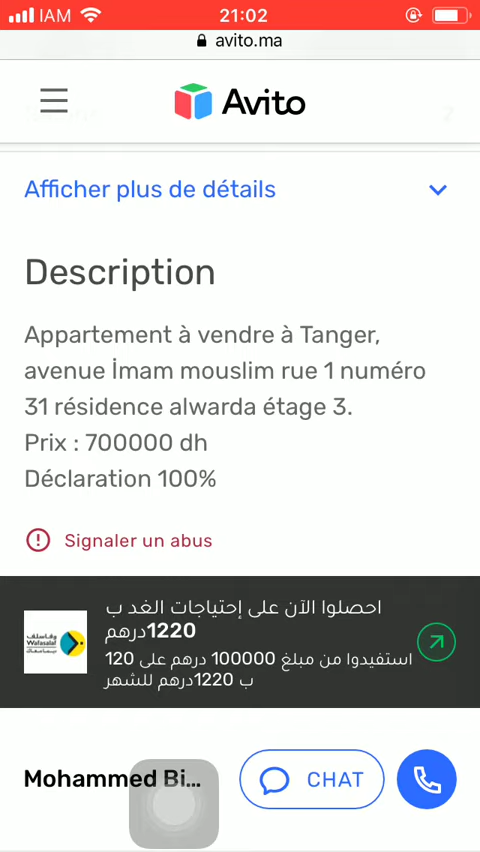 IAM
21:02
avito.ma
Avito
Afficher plus de détails
Description
Appartement à vendre à Tanger,
avenue İmam mouslim rue 1 numéro
31 résidence alwarda étage 3.
Prix : 700000 dh
Déclaration 100%
Signaler un abus
احصلوا الآن على إحتياجات الغد ب
1220درهم
استفيدوا من مبلغ 100000 درهم على 120
ب 1220درهم للشهر
وفاسلف
Wafasalaf
Mohammed Bi...
CHAT